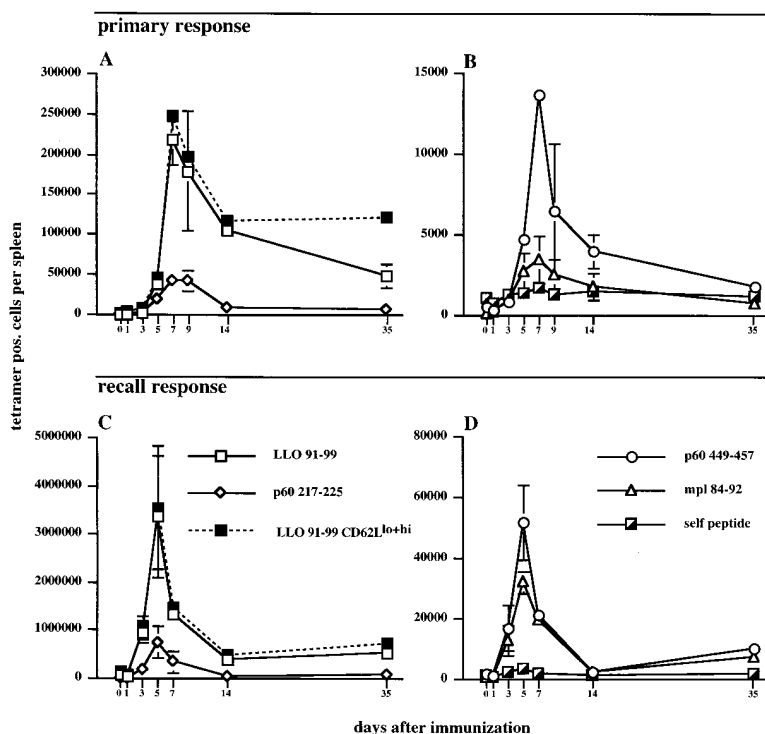 primary response
A
B
300000
250000
200000
150000
100000
50000
0
0 1 3 5 7 9 14 35
15000
10000
5000
0
0 1 3 5 7 9 14 35
tetramer pos. cells per spleen
recall response
C
D
5000000
4000000
3000000
2000000
1000000
0
0 1 3 5 7 14 35
LLO 91-99
p60 217-225
LLO 91-99 CD62Llo+hi
80000
60000
40000
20000
0
0 1 3 5 7 14 35
p60 449-457
mpl 84-92
self peptide
days after immunization